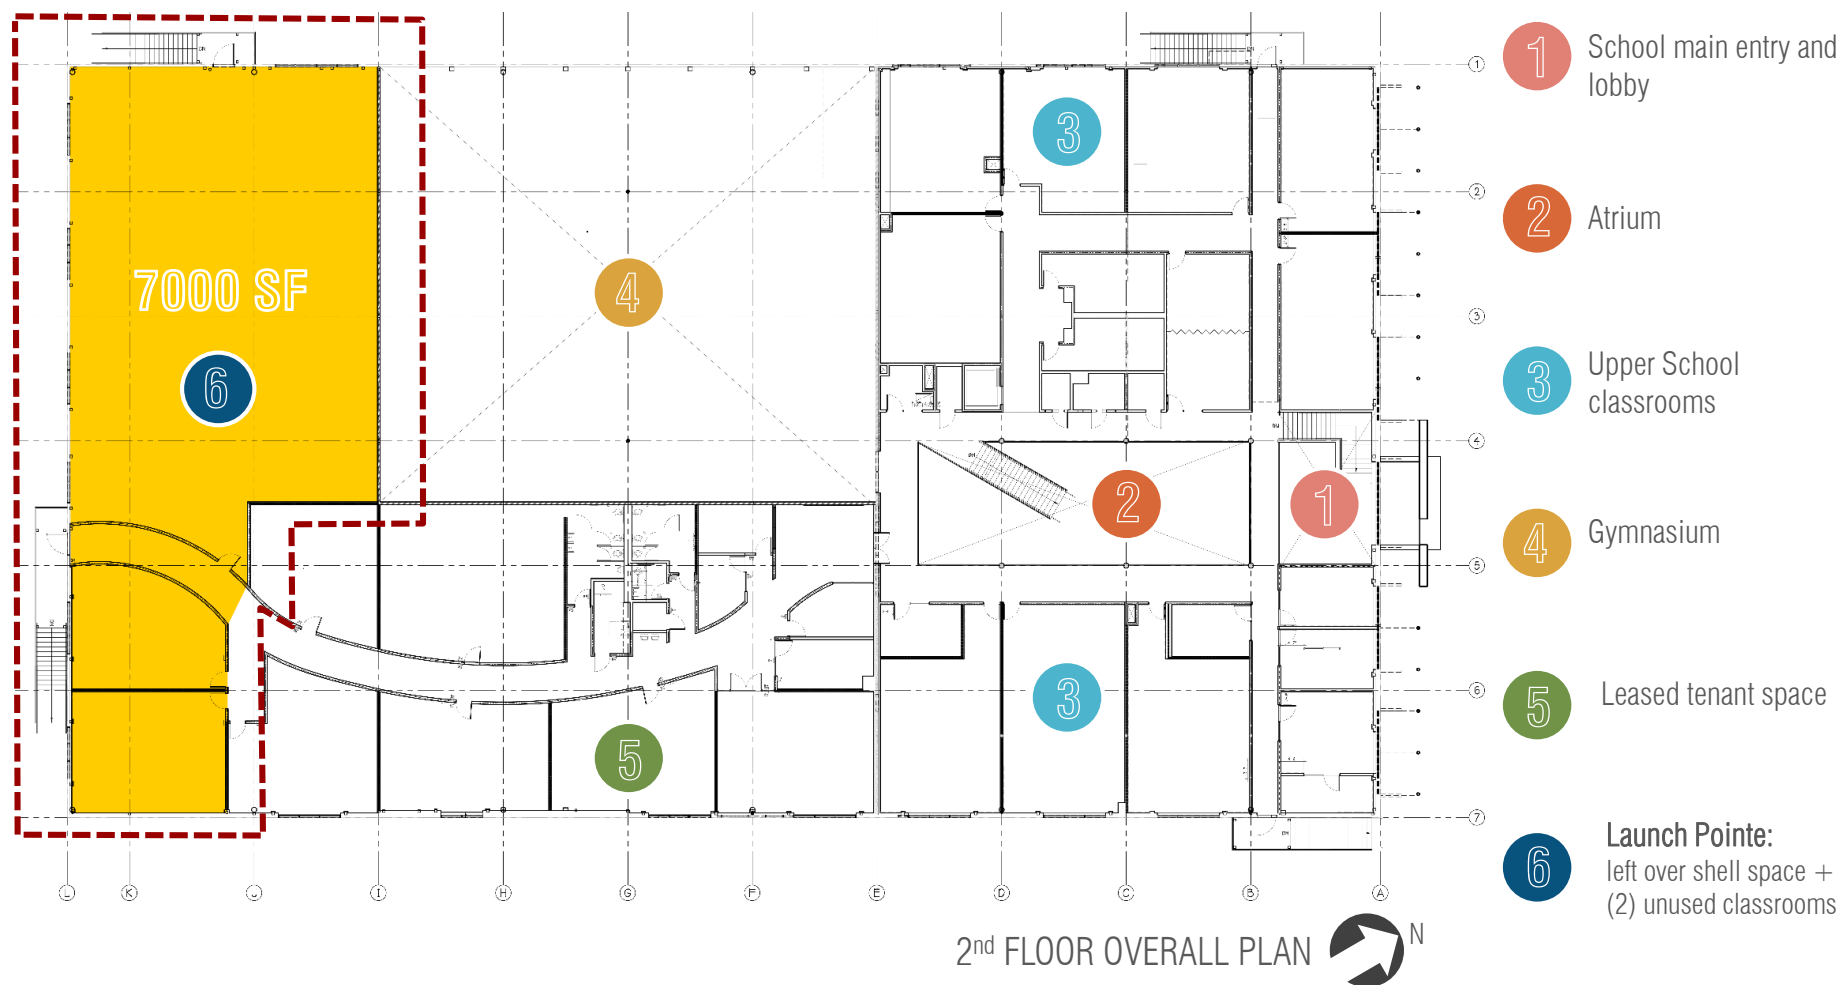 1
School main entry and
lobby
2
Atrium
3
Upper School
classrooms
4
Gymnasium
5
Leased tenant space
6
Launch Pointe:
left over shell space +
(2) unused classrooms
7000 SF
6
4
3
2
1
3
5
1
2
3
4
5
6
7
L
K
J
I
H
G
F
E
D
C
B
A
2nd FLOOR OVERALL PLAN
N